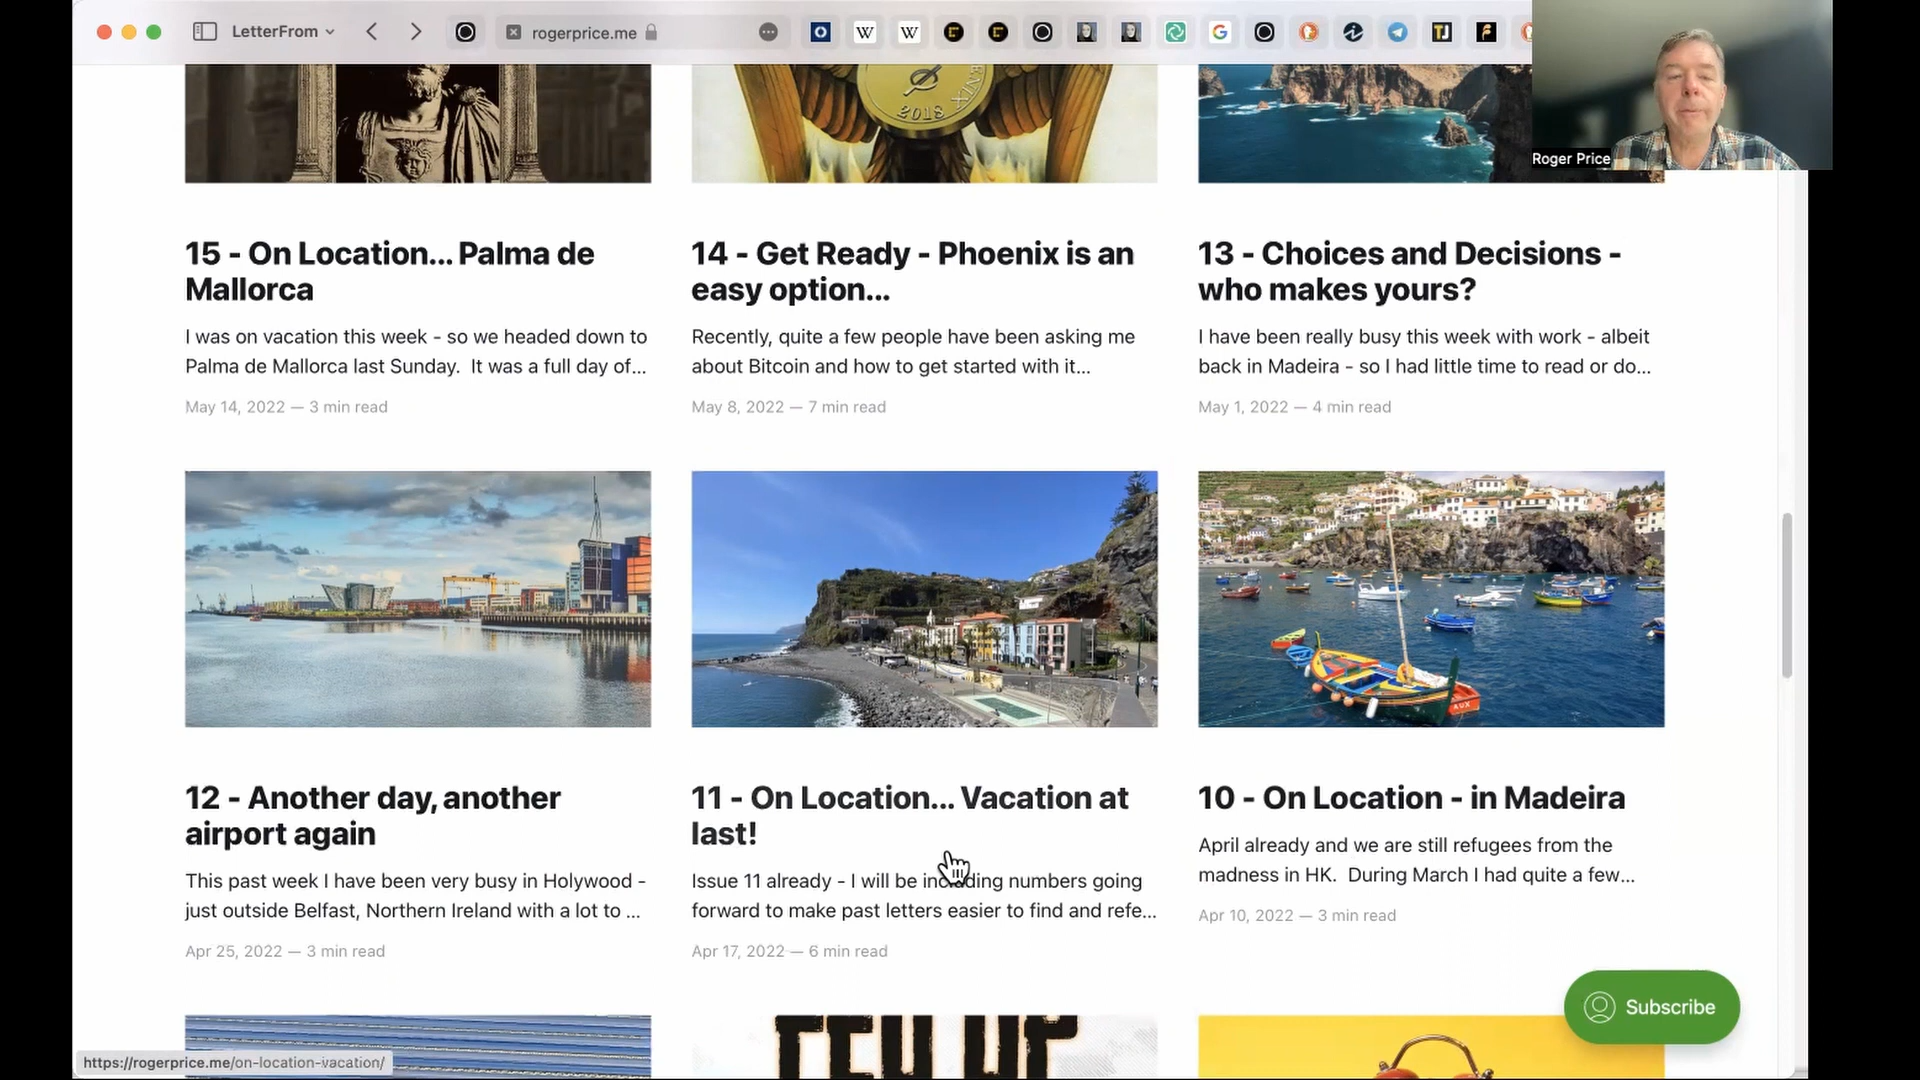 LetterFrom
rogerprice.me
Roger Price
2018
15 - On Location... Palma de
Mallorca
I was on vacation this week - so we headed down to
Palma de Mallorca last Sunday. It was a full day of...
May 14, 2022 — 3 min read
14 - Get Ready - Phoenix is an
easy option...
Recently, quite a few people have been asking me
about Bitcoin and how to get started with it...
May 8, 2022 — 7 min read
13 - Choices and Decisions -
who makes yours?
I have been really busy this week with work - albeit
back in Madeira - so I had little time to read or do...
May 1, 2022 — 4 min read
AUX
12 - Another day, another
airport again
This past week I have been very busy in Holywood -
just outside Belfast, Northern Ireland with a lot to ...
Apr 25, 2022 — 3 min read
11 - On Location... Vacation at
last!
Issue 11 already - I will be including numbers going
forward to make past letters easier to find and refe...
Apr 17, 2022 — 6 min read
10 - On Location - in Madeira
April already and we are still refugees from the
madness in HK. During March I had quite a few...
Apr 10, 2022 — 3 min read
Subscribe
https://rogerprice.me/on-location-vacation/